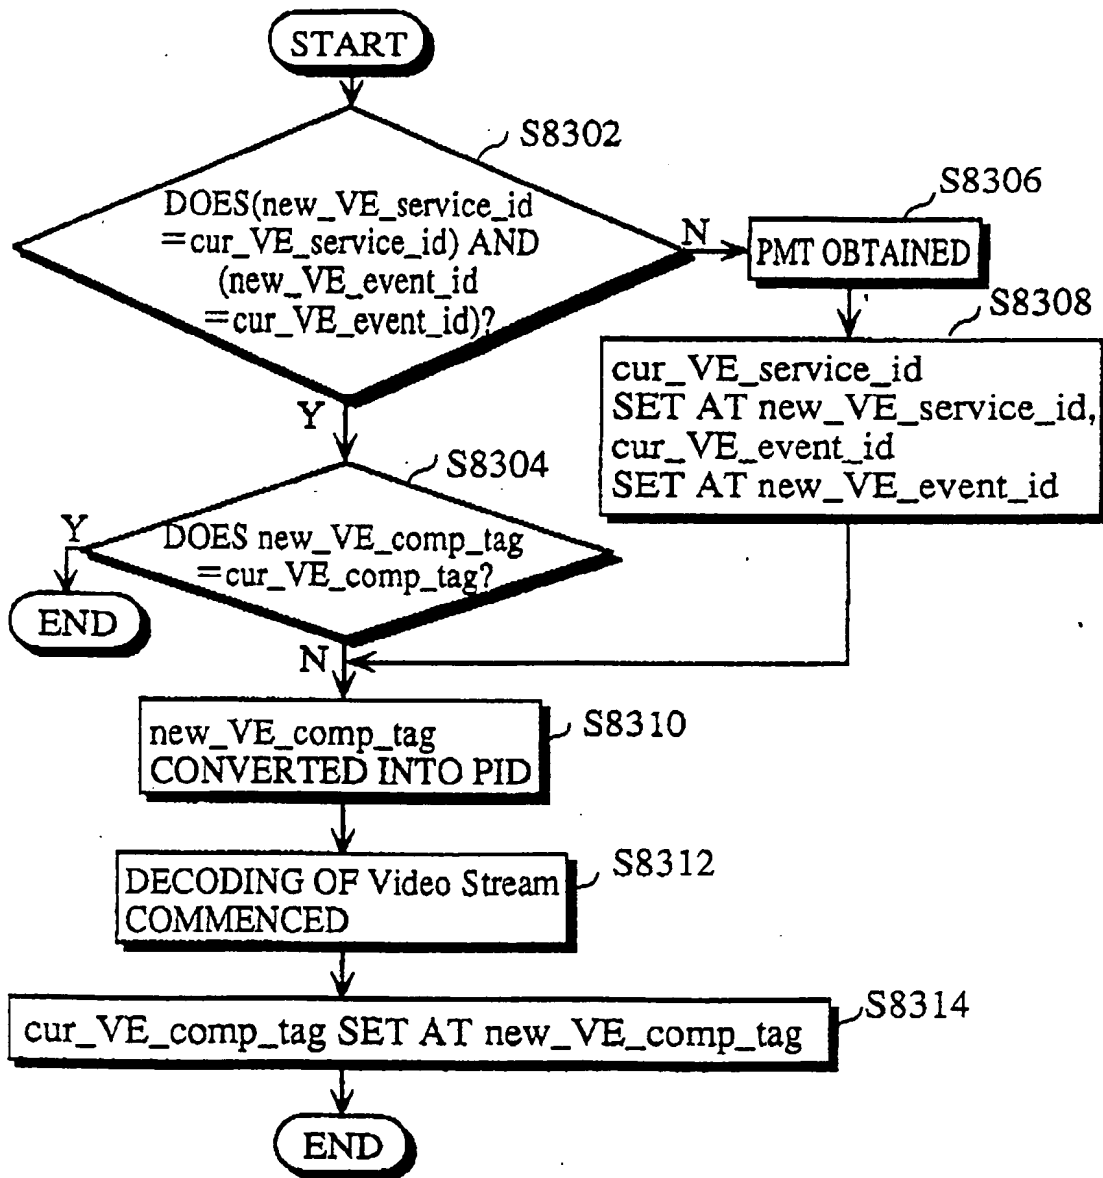 START
S8302
DOES(new_VE_service_id
=cur_VE_service_id) AND
(new_VE_event_id
=cur_VE_event_id)?
N
S8306
PMT OBTAINED
S8308
cur_VE_service_id
SET AT new_VE_service_id,
cur_VE_event_id
SET AT new_VE_event_id
Y
S8304
DOES new_VE_comp_tag
=cur_VE_comp_tag?
Y
END
N
S8310
new_VE_comp_tag
CONVERTED INTO PID
S8312
DECODING OF Video Stream
COMMENCED
S8314
cur_VE_comp_tag SET AT new_VE_comp_tag
END